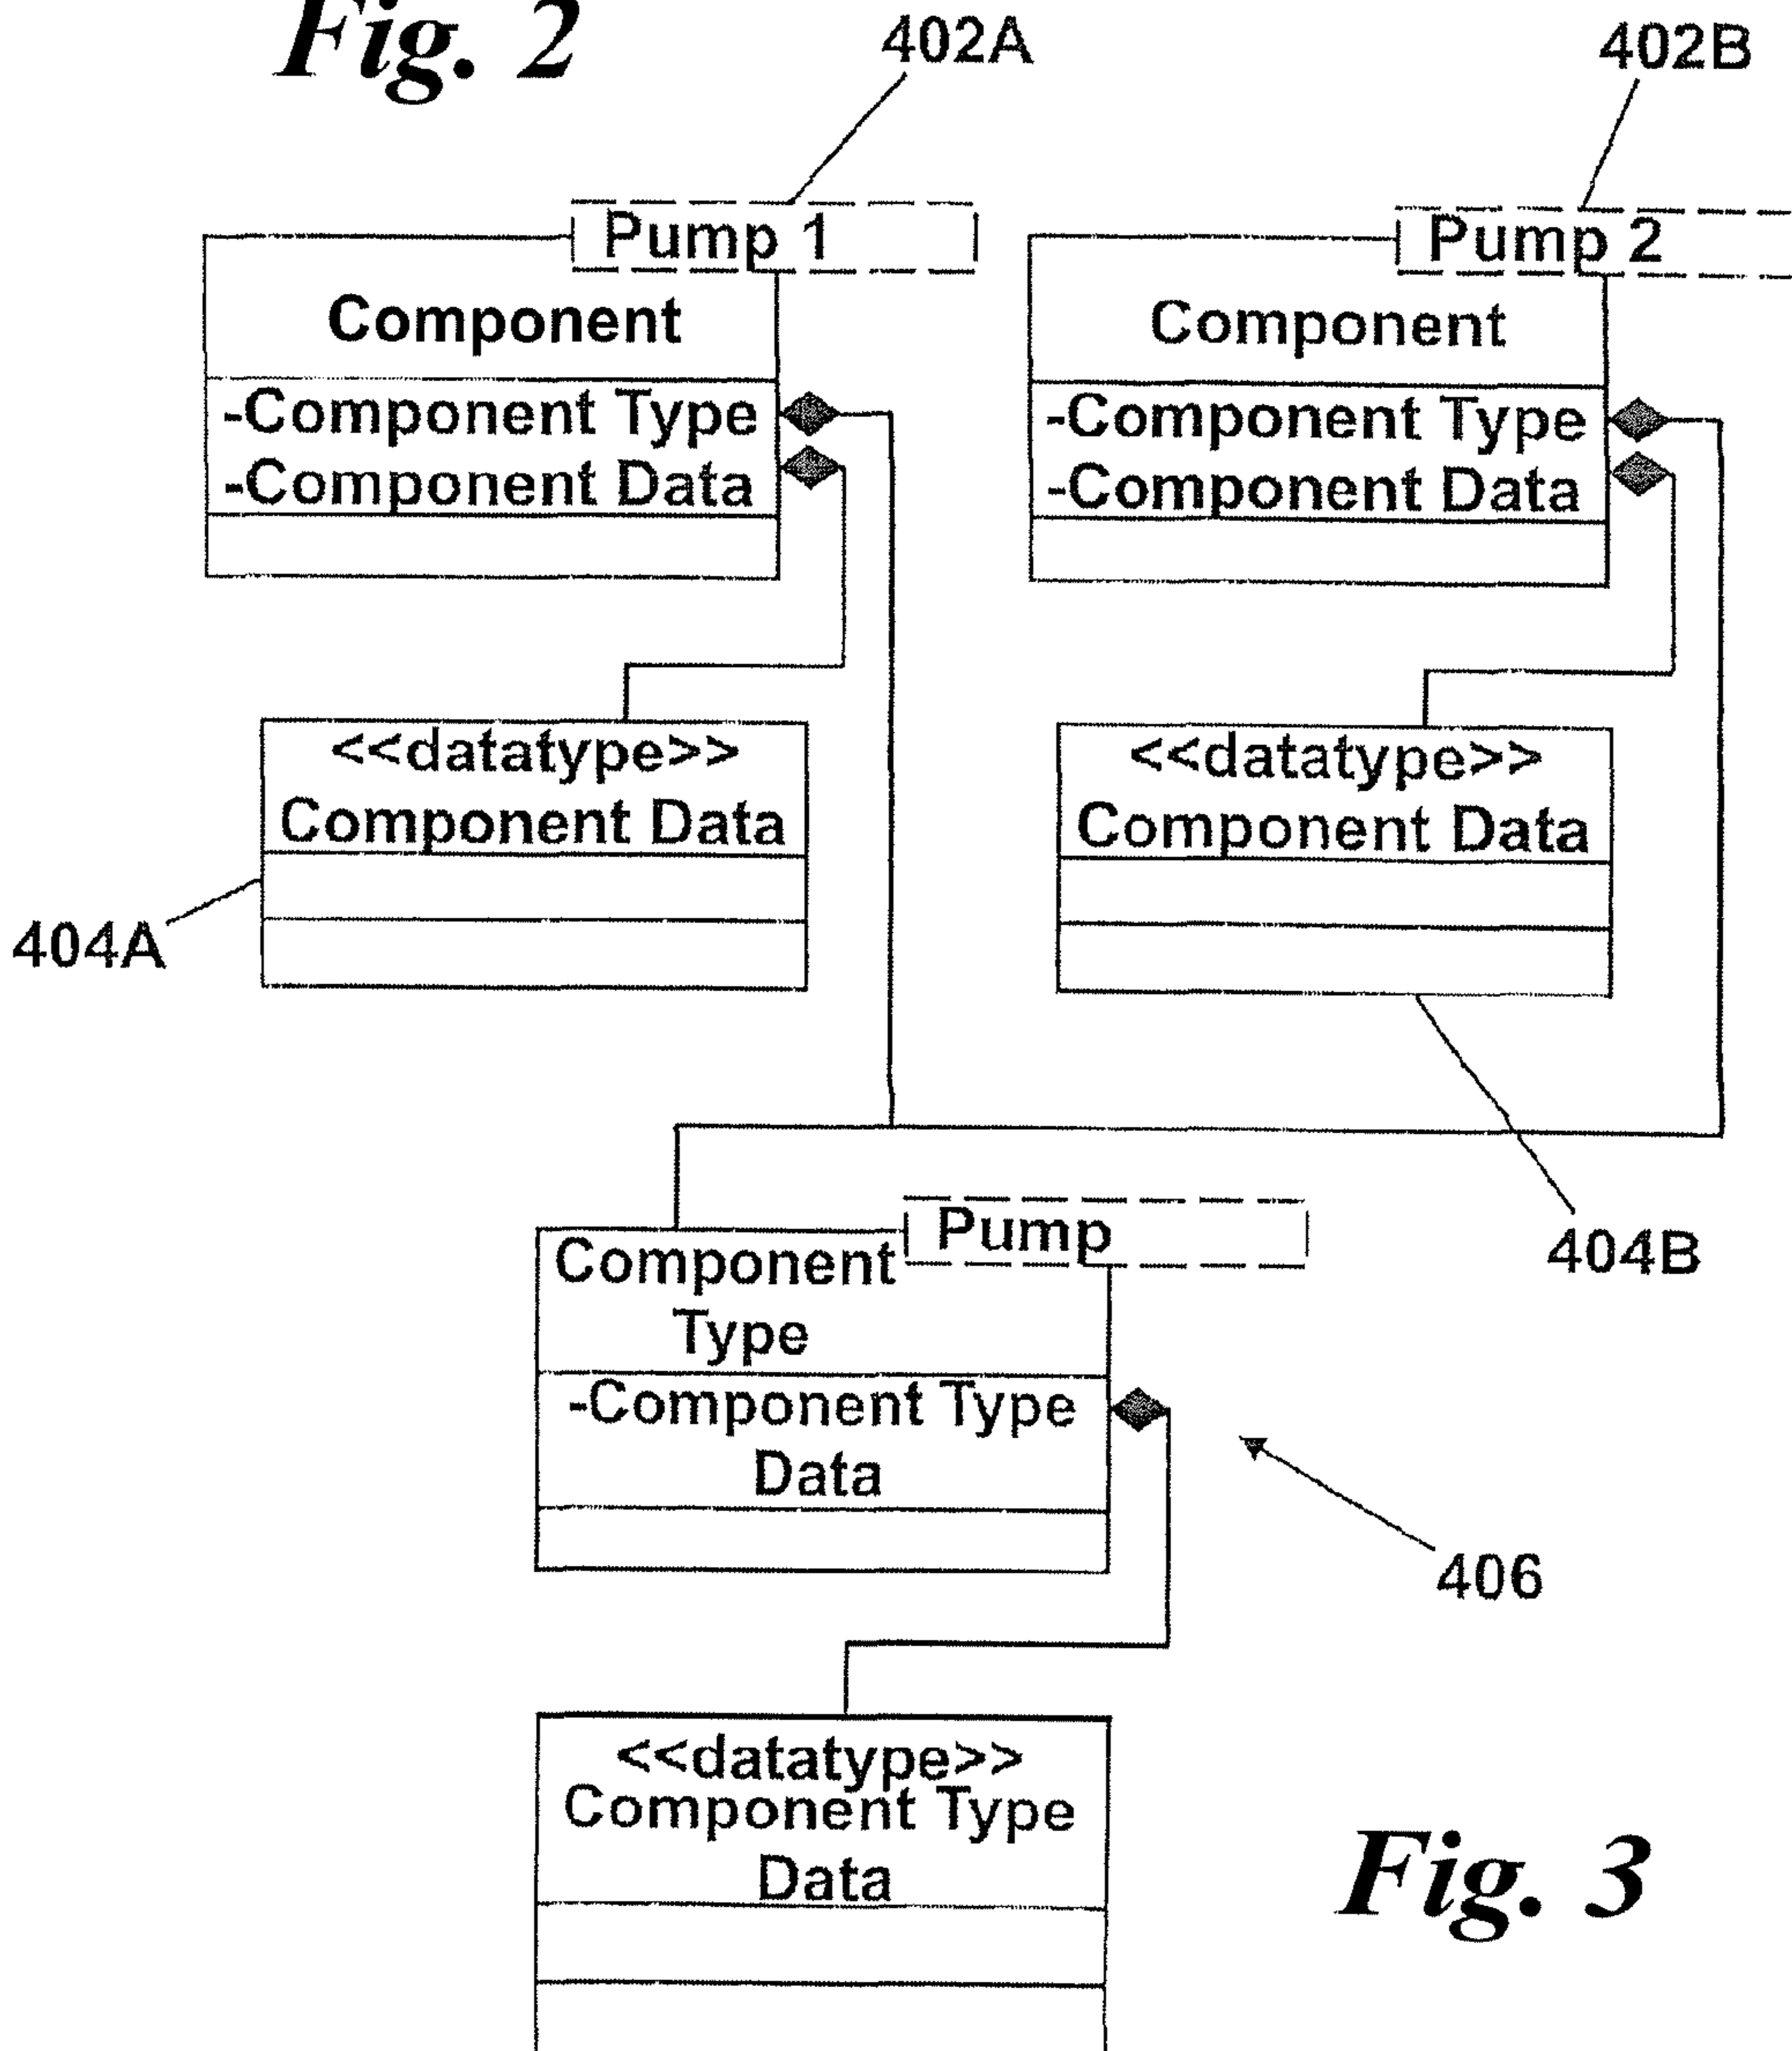 Fig. 2
402A
402B
Pump 1
Component
-Component Type
-Component Data
Pump 2
Component
-Component Type
-Component Data
<<datatype>>
Component Data
404A
<<datatype>>
Component Data
404B
Pump
Component
Type
-Component Type
Data
406
<<datatype>>
Component Type
Data
Fig. 3